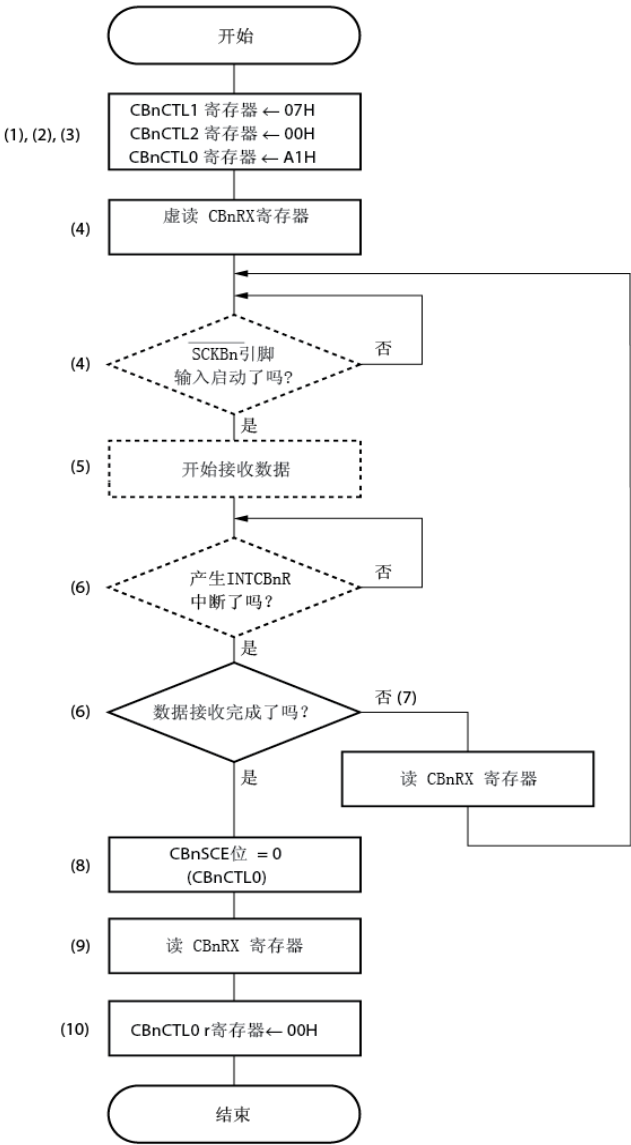 开始
(1), (2), (3)
CBnCTL1 寄存器 ← 07H
CBnCTL2 寄存器 ← 00H
CBnCTL0 寄存器 ← A1H
(4)
虚读 CBnRX寄存器
(4)
SCKBn引脚
输入启动了吗?
否
是
(5)
开始接收数据
(6)
产生INTCBnR
中断了吗？
否
是
(6)
数据接收完成了吗？
否 (7)
是
读 CBnRX 寄存器
(8)
CBnSCE位 = 0
(CBnCTL0)
(9)
读 CBnRX 寄存器
(10)
CBnCTL0 r寄存器← 00H
结束